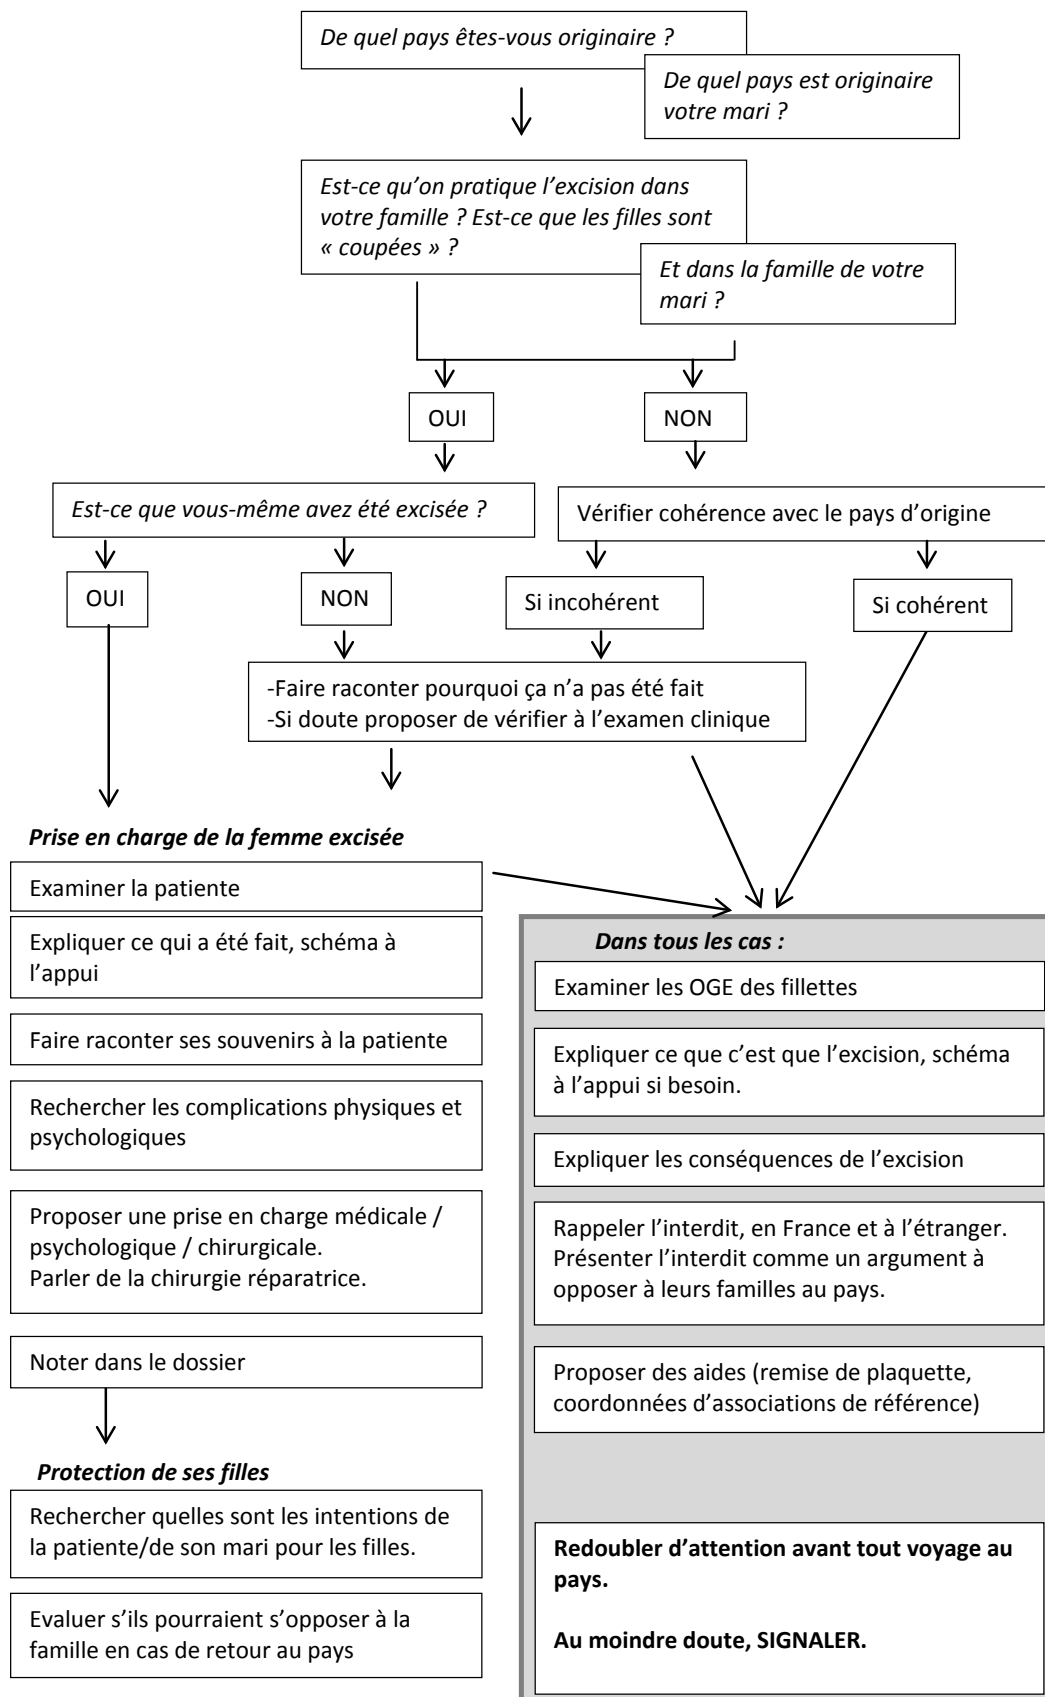 De quel pays êtes-vous originaire ?
De quel pays est originaire
votre mari ?
Est-ce qu’on pratique l’excision dans
votre famille ? Est-ce que les filles sont
« coupées » ?
Et dans la famille de votre
mari ?
OUI
NON
Est-ce que vous-même avez été excisée ?
Vérifier cohérence avec le pays d’origine
OUI
NON
Si incohérent
Si cohérent
-Faire raconter pourquoi ça n’a pas été fait
-Si doute proposer de vérifier à l’examen clinique
Prise en charge de la femme excisée
Examiner la patiente
Expliquer ce qui a été fait, schéma à
l’appui
Faire raconter ses souvenirs à la patiente
Rechercher les complications physiques et
psychologiques
Proposer une prise en charge médicale /
psychologique / chirurgicale.
Parler de la chirurgie réparatrice.
Noter dans le dossier
Protection de ses filles
Rechercher quelles sont les intentions de
la patiente/de son mari pour les filles.
Evaluer s’ils pourraient s’opposer à la
famille en cas de retour au pays
Dans tous les cas :
Examiner les OGE des fillettes
Expliquer ce que c’est que l’excision, schéma
à l’appui si besoin.
Expliquer les conséquences de l’excision
Rappeler l’interdit, en France et à l’étranger.
Présenter l’interdit comme un argument à
opposer à leurs familles au pays.
Proposer des aides (remise de plaquette,
coordonnées d’associations de référence)
Redoubler d’attention avant tout voyage au
pays.
Au moindre doute, SIGNALER.